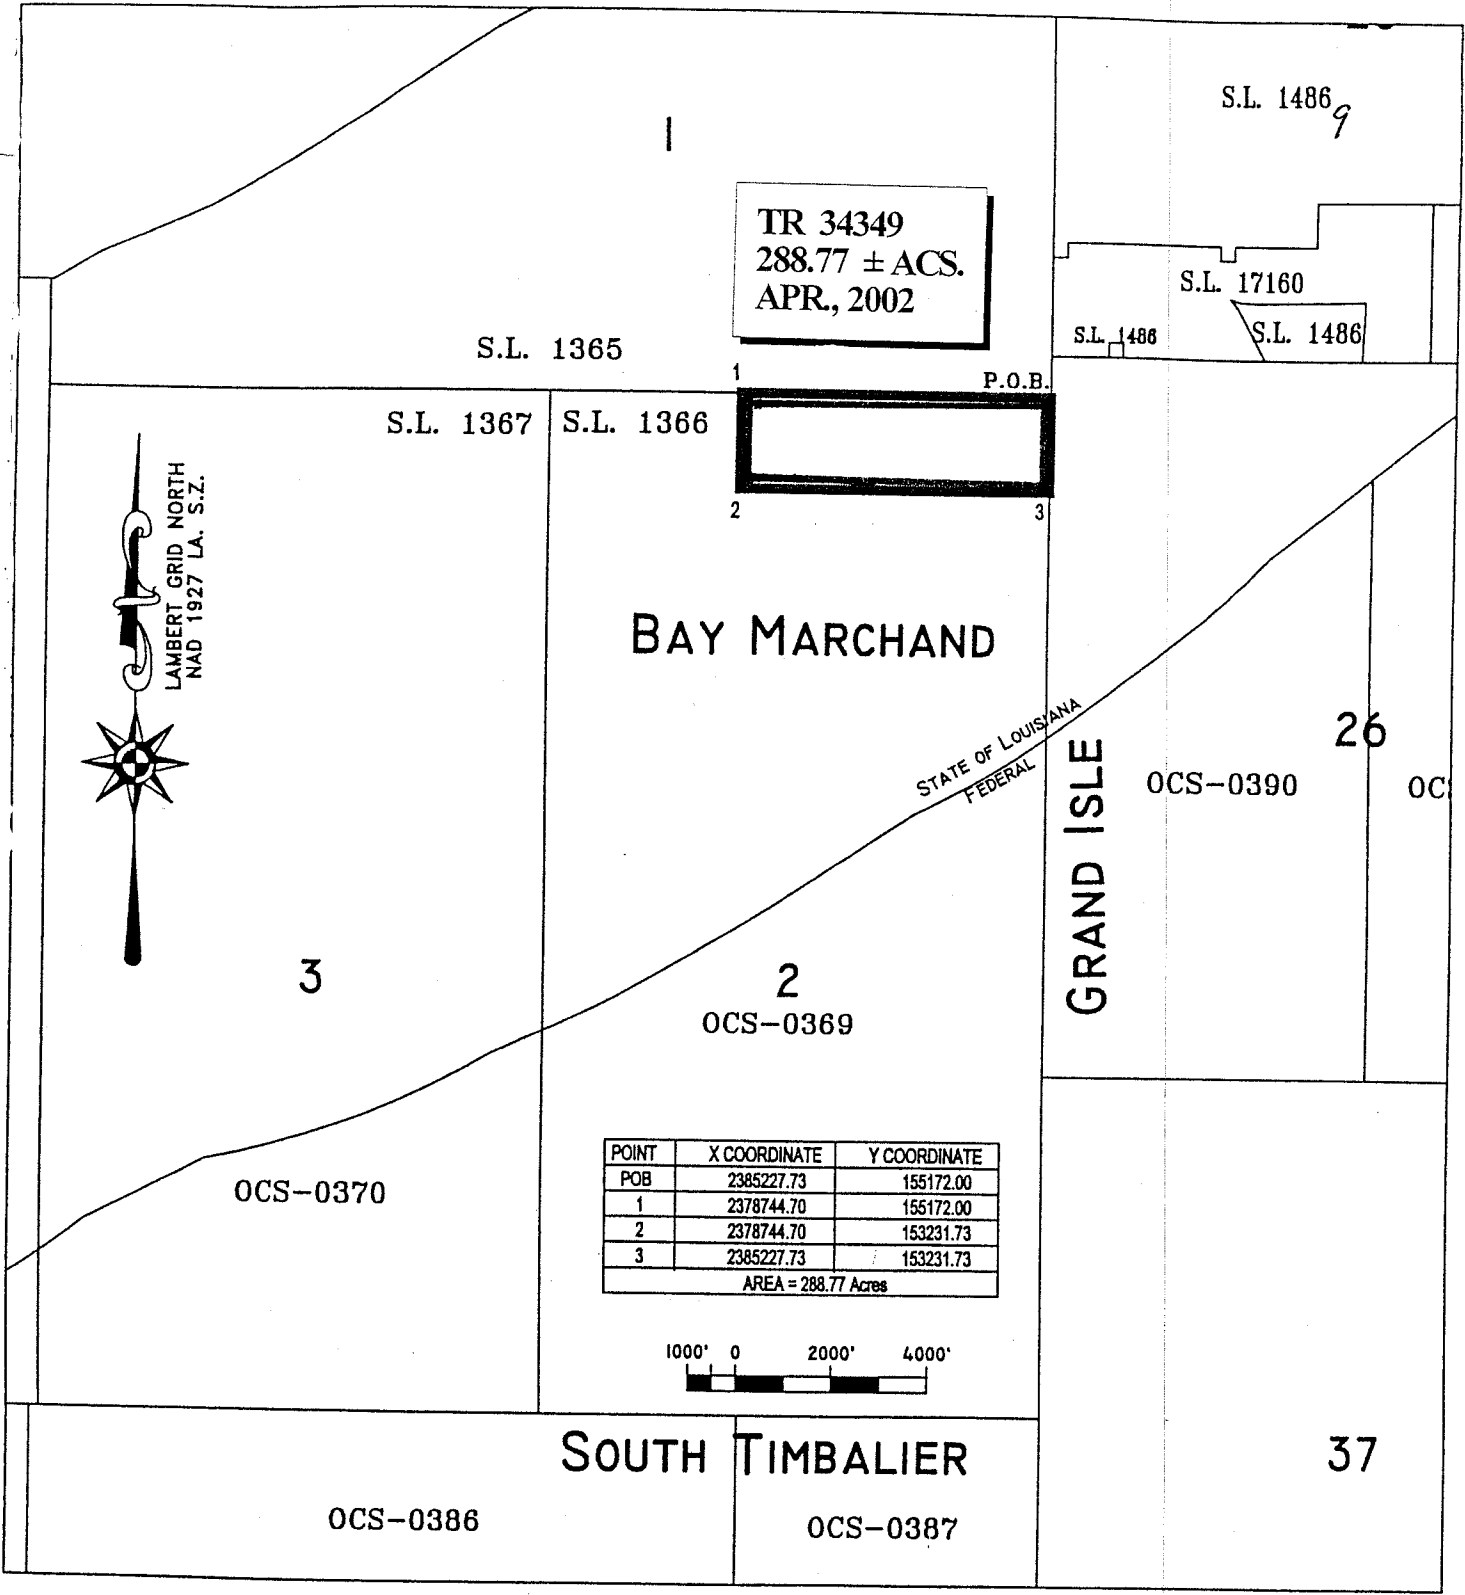 S.L. 14869
1
TR 34349
288.77 ± ACS.
APR., 2002
S.L. 17160
S.L. 1486
S.L. 1486
S.L. 1365
1
P.O.B.
S.L. 1367
S.L. 1366
2
3
LAMBERT GRID NORTH
NAD 1927 LA. S.Z.
BAY MARCHAND
STATE OF LOUISIANA
FEDERAL
GRAND ISLE
26
OCS-0390
OC
3
2
OCS-0369
OCS-0370
POINT X COORDINATE Y COORDINATE
POB 2385227.73 155172.00
1 2378744.70 155172.00
2 2378744.70 153231.73
3 2385227.73 153231.73
AREA = 288.77 Acres
1000' 0 2000' 4000'
SOUTH TIMBALIER
37
OCS-0386
OCS-0387